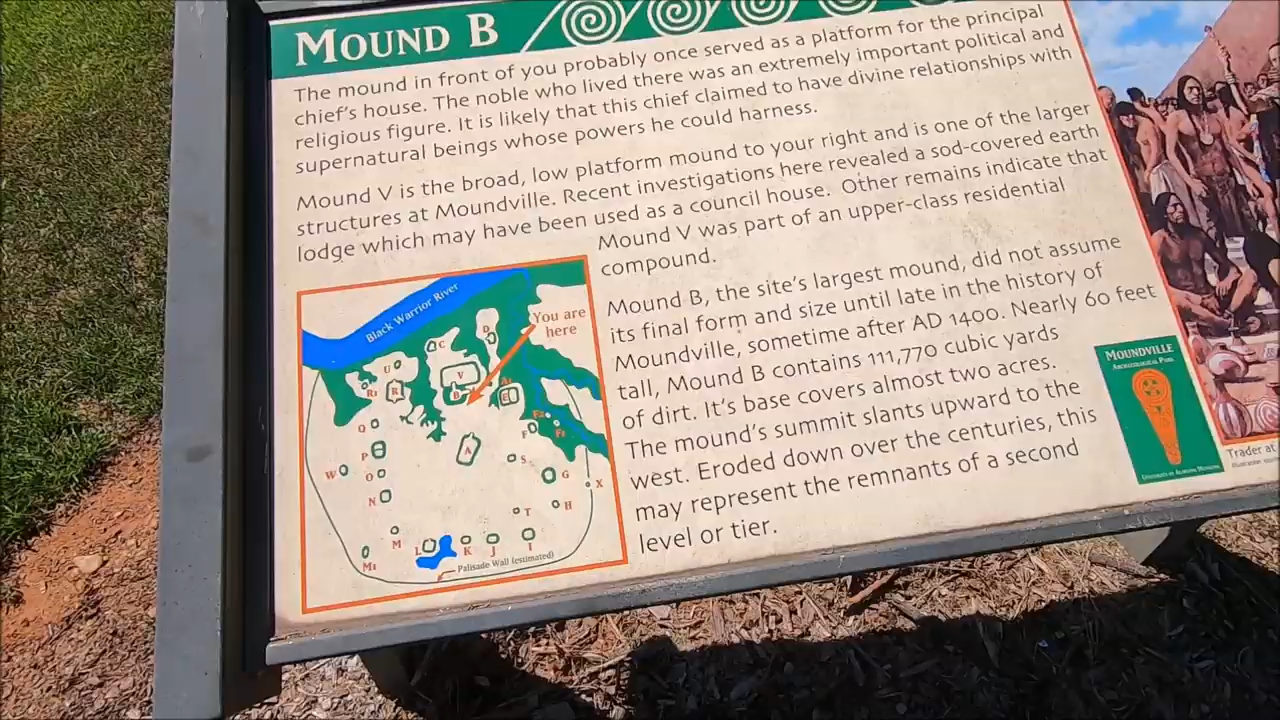 MOUND B
The mound in front of you probably once served as a platform for the principal
chief's house. The noble who lived there was an extremely important political and
religious figure. It is likely that this chief claimed to have divine relationships with
supernatural beings whose powers he could harness.
Mound V is the broad, low platform mound to your right and is one of the larger
structures at Moundville. Recent investigations here revealed a sod-covered earth
lodge which may have been used as a council house. Other remains indicate that
Mound V was part of an upper-class residential
compound.
Mound B, the site's largest mound, did not assume
its final form and size until late in the history of
Moundville, sometime after AD 1400. Nearly 60 feet
tall, Mound B contains 111,770 cubic yards
of dirt. It's base covers almost two acres.
The mound's summit slants upward to the
west. Eroded down over the centuries, this
may represent the remnants of a second
level or tier.
Black Warrior River
You are
here
C
D
U
V
R
B
E
Q
F
P
A
S
W
O
G
X
N
T
H
M
L
K
J
I
M1
Palisade Wall (estimated)
MOUNDVILLE
ARCHAEOLOGICAL PARK
UNIVERSITY OF ALABAMA MUSEUMS
Trader at